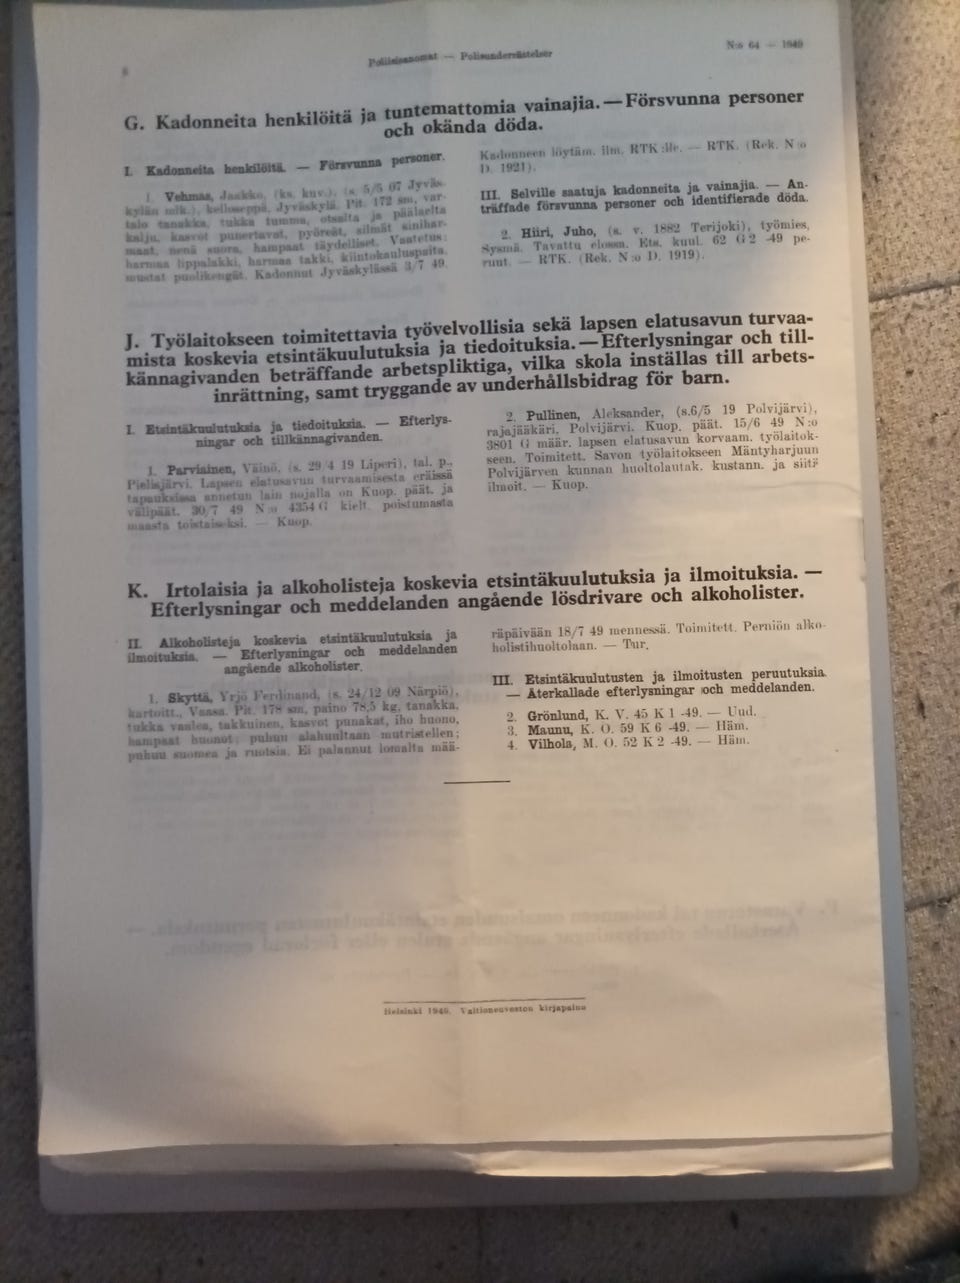 8
Poliisisanomat — Polisunderrättelser
N:o 64 — 1949
G. Kadonneita henkilöitä ja tuntemattomia vainajia. — Försvunna personer
och okända döda.
I. Kadonneita henkilöitä. — Försvunna personer.
1. Vehmas, Jaakko, (ks. knv.), (s. 5/5 07 Jyväs-
kylän mlk.), kelloseppä, Jyväskylä. Pit. 172 sm, var-
talo tanakka, tukka tumma, otsalta ja päälaelta
kalju, kasvot punertavat, pyöreät, silmät sinihar-
maat, nenä suora, hampaat täydelliset. Vaatetus:
harmaa lippalakki, harmaa takki, kiintokauluspaita,
mustat puolikengät. Kadonnut Jyväskylässä 3/7 49.
Kadonneen löytäm. ilm. RTK:lle. — RTK. (Rek. N:o
D. 1921).
III. Selville saatuja kadonneita ja vainajia. — An-
träffade försvunna personer och identifierade döda.
2. Hiiri, Juho, (s. v. 1882 Terijoki), työmies,
Sysmä. Tavattu elossa. Ets. kuul. 62 G 2 -49 pe-
ruut. — RTK. (Rek. N:o D. 1919).
J. Työlaitokseen toimitettavia työvelvollisia sekä lapsen elatusavun turvaa-
mista koskevia etsintäkuulutuksia ja tiedoituksia. — Efterlysningar och till-
kännagivanden beträffande arbetspliktiga, vilka skola inställas till arbets-
inrättning, samt tryggande av underhållsbidrag för barn.
I. Etsintäkuulutuksia ja tiedoituksia. — Efterlys-
ningar och tillkännagivanden.
1. Parviainen, Väinö, (s. 29/4 19 Liperi), tal. p.,
Pielisjärvi. Lapsen elatusavun turvaamisesta eräissä
tapauksissa annetun lain nojalla on Kuop. päät. ja
välipäät. 30/7 49 N:o 4354 G kielt. poistumasta
maasta toistaiseksi. — Kuop.
2. Pullinen, Aleksander, (s.6/5 19 Polvijärvi),
rajajääkäri, Polvijärvi. Kuop. päät. 15/6 49 N:o
3801 G määr. lapsen elatusavun korvaam. työlaitok-
seen. Toimitett. Savon työlaitokseen Mäntyharjuun
Polvijärven kunnan huoltolautak. kustann. ja siitä
ilmoit. — Kuop.
K. Irtolaisia ja alkoholisteja koskevia etsintäkuulutuksia ja ilmoituksia. —
Efterlysningar och meddelanden angående lösdrivare och alkoholister.
II. Alkoholisteja koskevia etsintäkuulutuksia ja
ilmoituksia. — Efterlysningar och meddelanden
angående alkoholister.
1. Skyttä, Yrjö Ferdinand, (s. 24/12 09 Närpiö),
kartoitt., Vaasa. Pit. 178 sm, paino 78,5 kg, tanakka,
tukka vaalea, takkuinen, kasvot punakat, iho huono,
hampaat huonot; puhuu alahuultaan mutristellen;
puhuu suomea ja ruotsia. Ei palannut lomalta mää-
räpäivään 18/7 49 mennessä. Toimitett. Perniön alko-
holistihuoltolaan. — Tur.
III. Etsintäkuulutusten ja ilmoitusten peruutuksia.
— Återkallade efterlysningar och meddelanden.
2. Grönlund, K. V. 45 K 1 -49. — Uud.
3. Maunu, K. O. 59 K 6 -49. — Häm.
4. Vilhola, M. O. 52 K 2 -49. — Häm.
Helsinki 1949. Valtioneuvoston kirjapaino